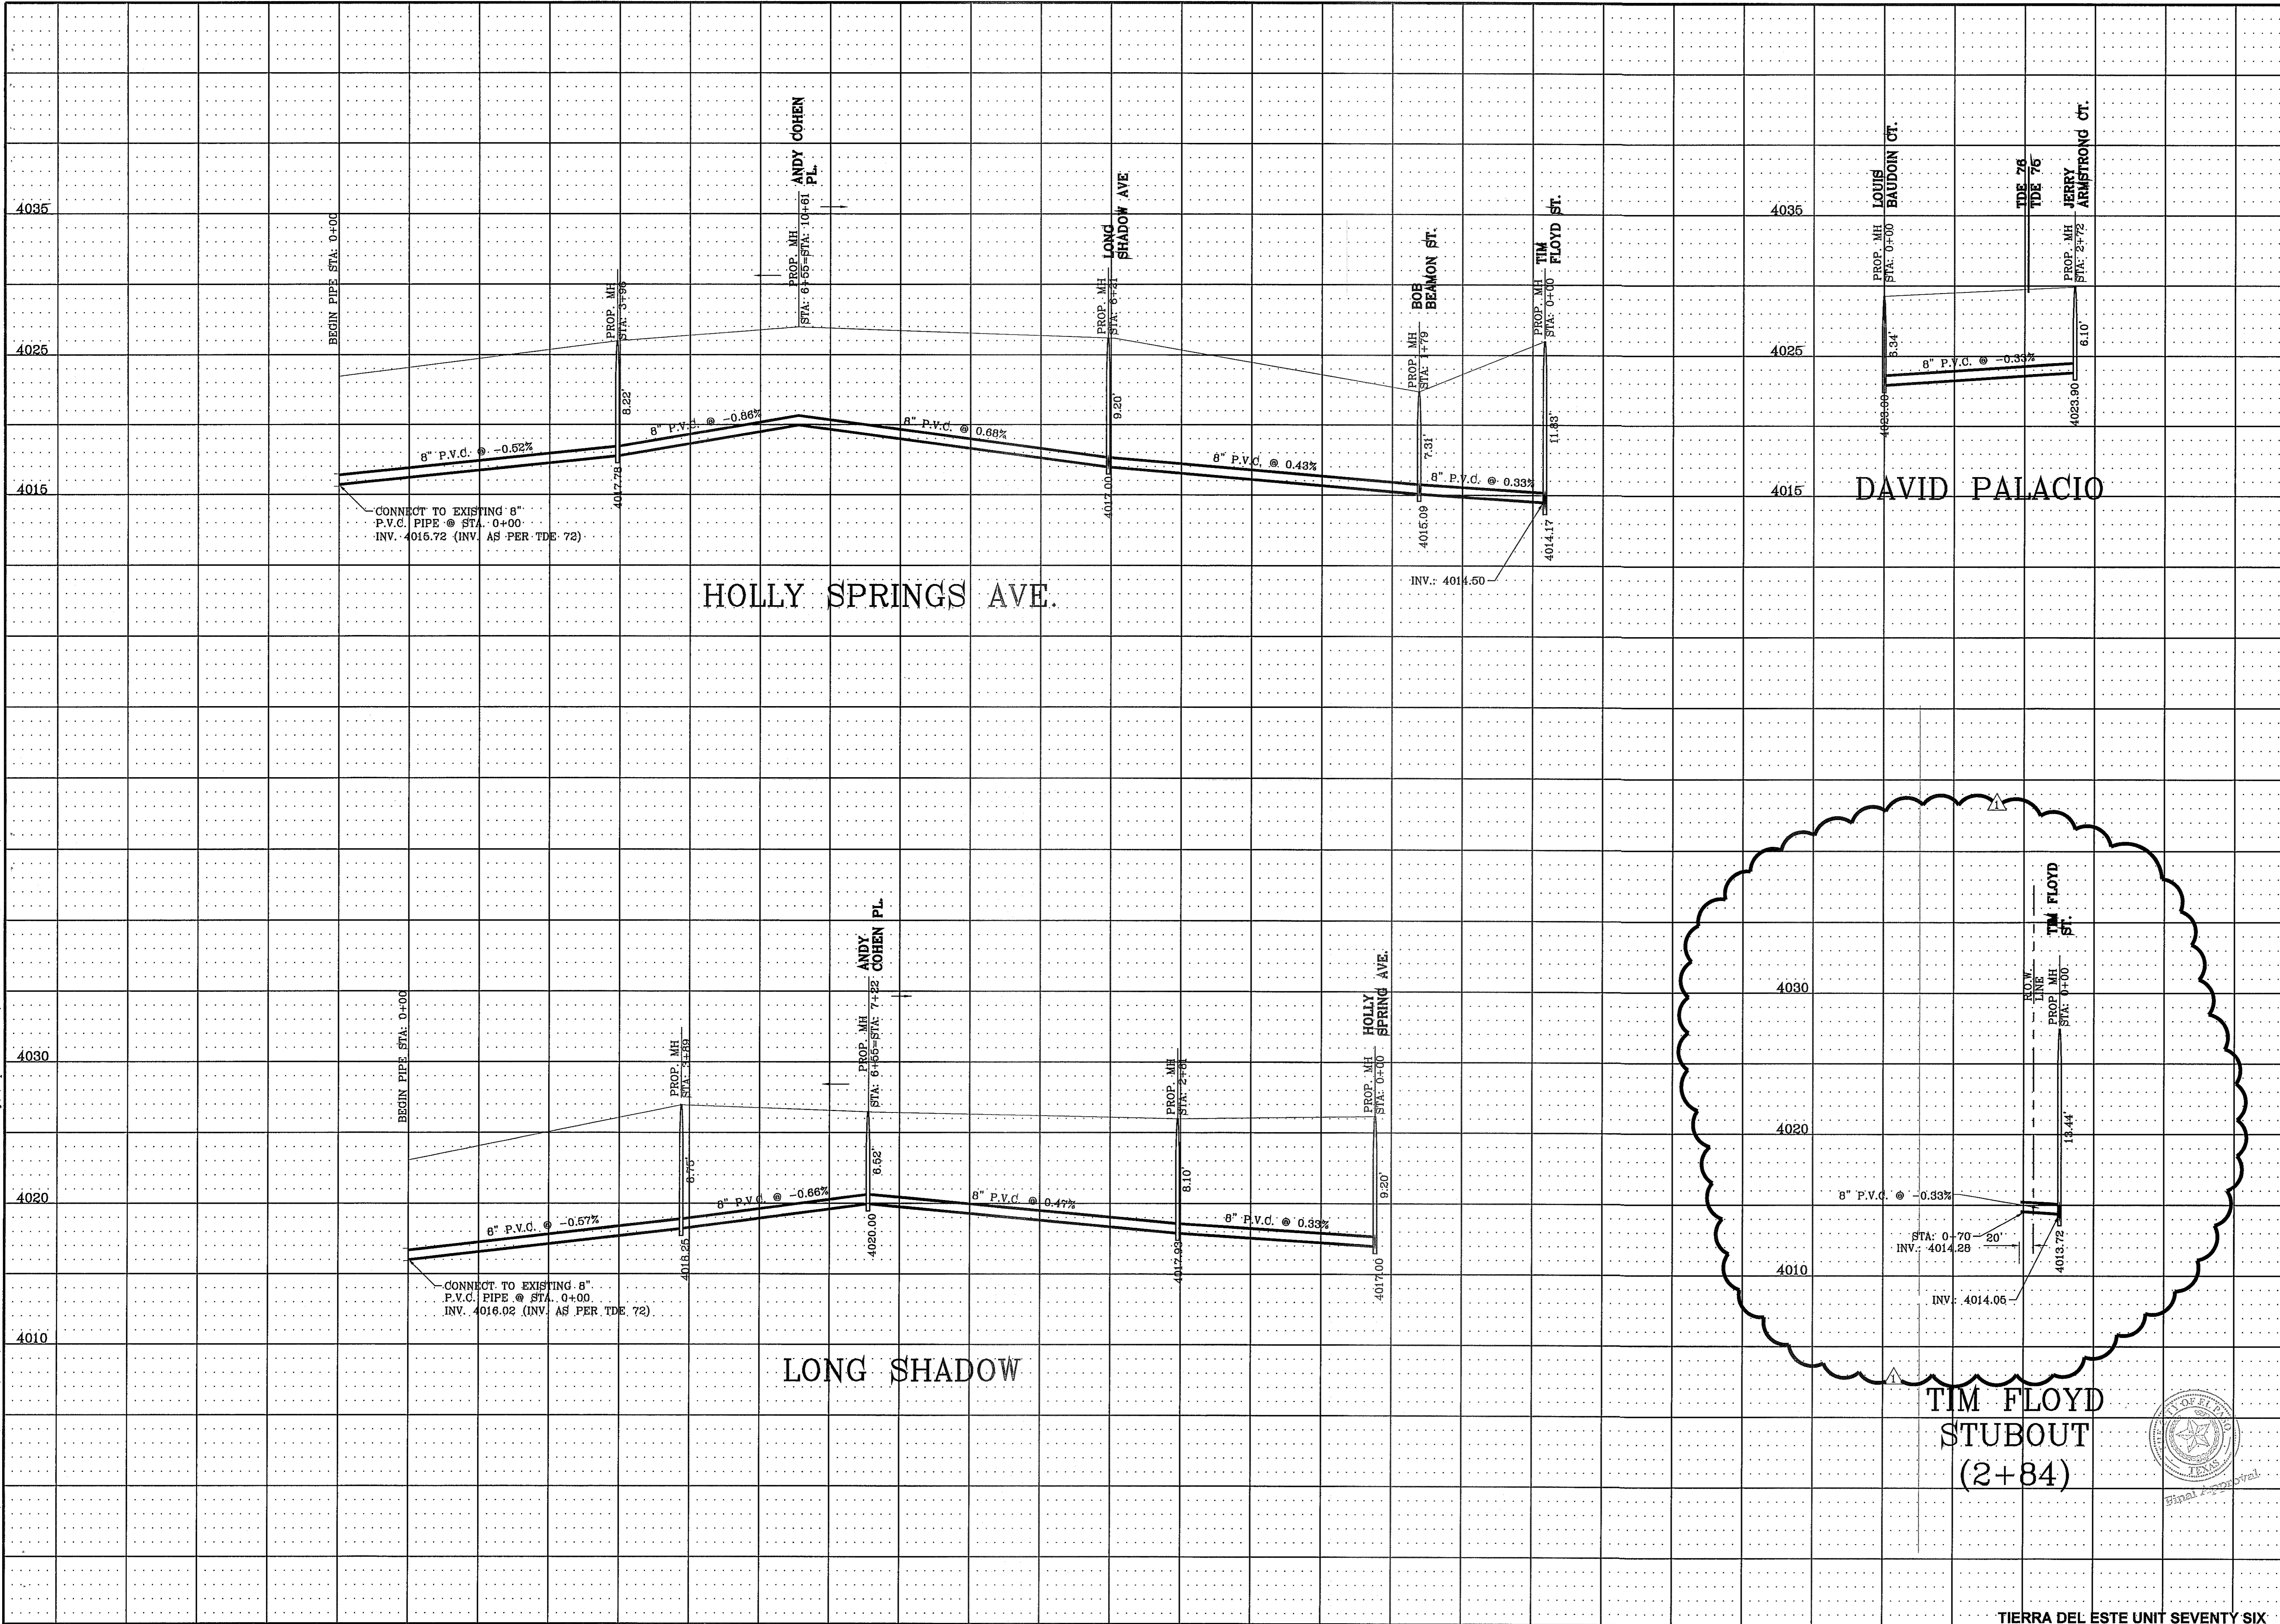 4035
4025
4015
BEGIN PIPE STA: 0+00
PROP. MH
STA: 3+96
8.22'
4017.78
PROP. MH
STA: 6+55=STA: 10+61
ANDY COHEN
PL.
PROP. MH
STA: 6+21
LONG
SHADOW AVE
9.20'
4017.00
PROP. MH
STA: 1+79
BOB
BEAMON ST.
7.31'
4015.09
PROP. MH
STA: 0+00
TIM
FLOYD ST.
11.83'
4014.17
8" P.V.C. @ -0.52%
8" P.V.C. @ -0.86%
8" P.V.C. @ 0.68%
8" P.V.C. @ 0.43%
8" P.V.C. @ 0.33%
CONNECT TO EXISTING 8"
P.V.C. PIPE @ STA. 0+00
INV. 4015.72 (INV. AS PER TDE 72)
INV.: 4014.50
HOLLY SPRINGS AVE.
4035
4025
4015
PROP. MH
STA: 0+00
LOUIS
BAUDOIN CT.
4023.00
TDE 76
TDE 75
PROP. MH
STA: 2+72
JERRY
ARMSTRONG CT.
6.10'
4023.90
8" P.V.C. @ -0.33%
DAVID PALACIO
4030
4020
4010
BEGIN PIPE STA: 0+00
PROP. MH
STA: 3+89
8.75'
4018.25
PROP. MH
STA: 6+55=STA: 7+22
ANDY
COHEN PL.
6.52'
4020.00
PROP. MH
STA: 2+81
8.10'
4017.93
PROP. MH
STA: 0+00
HOLLY
SPRING AVE.
9.20'
4017.00
8" P.V.C. @ -0.57%
8" P.V.C. @ -0.66%
8" P.V.C. @ 0.47%
8" P.V.C. @ 0.33%
CONNECT TO EXISTING 8"
P.V.C. PIPE @ STA. 0+00
INV. 4016.02 (INV. AS PER TDE 72)
LONG SHADOW
1
4030
4020
4010
R.O.W.
LINE
PROP. MH
STA: 0+00
TIM FLOYD
ST.
13.44'
4013.72
8" P.V.C. @ -0.33%
STA: 0-70
INV.: 4014.28
20'
INV.: 4014.05
1
TIM FLOYD
STUBOUT
(2+84)
CITY OF EL PASO
TEXAS
Final Approval
TIERRA DEL ESTE UNIT SEVENTY SIX